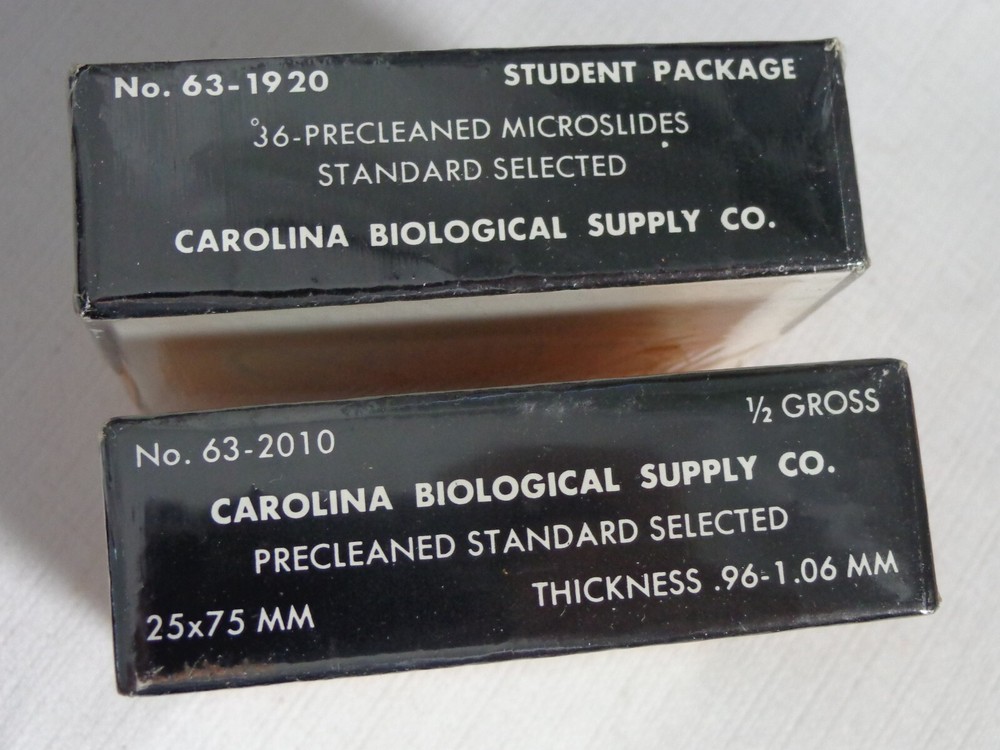 No. 63-1920 STUDENT PACKAGE
36-PRECLEANED MICROSLIDES
STANDARD SELECTED
CAROLINA BIOLOGICAL SUPPLY CO.
No. 63-2010 ½ GROSS
CAROLINA BIOLOGICAL SUPPLY CO.
PRECLEANED STANDARD SELECTED
25x75 MM THICKNESS .96-1.06 MM